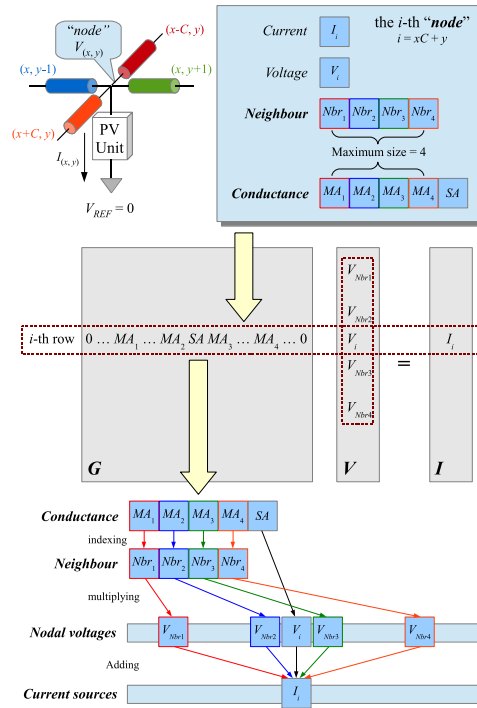 "node"
V(x, y)
(x-C, y)
(x, y-1)
(x, y+1)
(x+C, y)
PV
Unit
I(x, y)
VREF = 0
the i-th "node"
i = xC + y
Current Ii
Voltage Vi
Neighbour Nbr1 Nbr2 Nbr3 Nbr4
Maximum size = 4
Conductance MA1 MA2 MA3 MA4 SA
VNbr1
VNbr2
i-th row 0 … MA1 … MA2 SA MA3 … MA4 … 0 Vi = Ii
VNbr3
VNbr4
G V I
Conductance MA1 MA2 MA3 MA4 SA
indexing
Neighbour Nbr1 Nbr2 Nbr3 Nbr4
multiplying
Nodal voltages VNbr1 VNbr2 Vi VNbr3 VNbr4
Adding
Current sources Ii